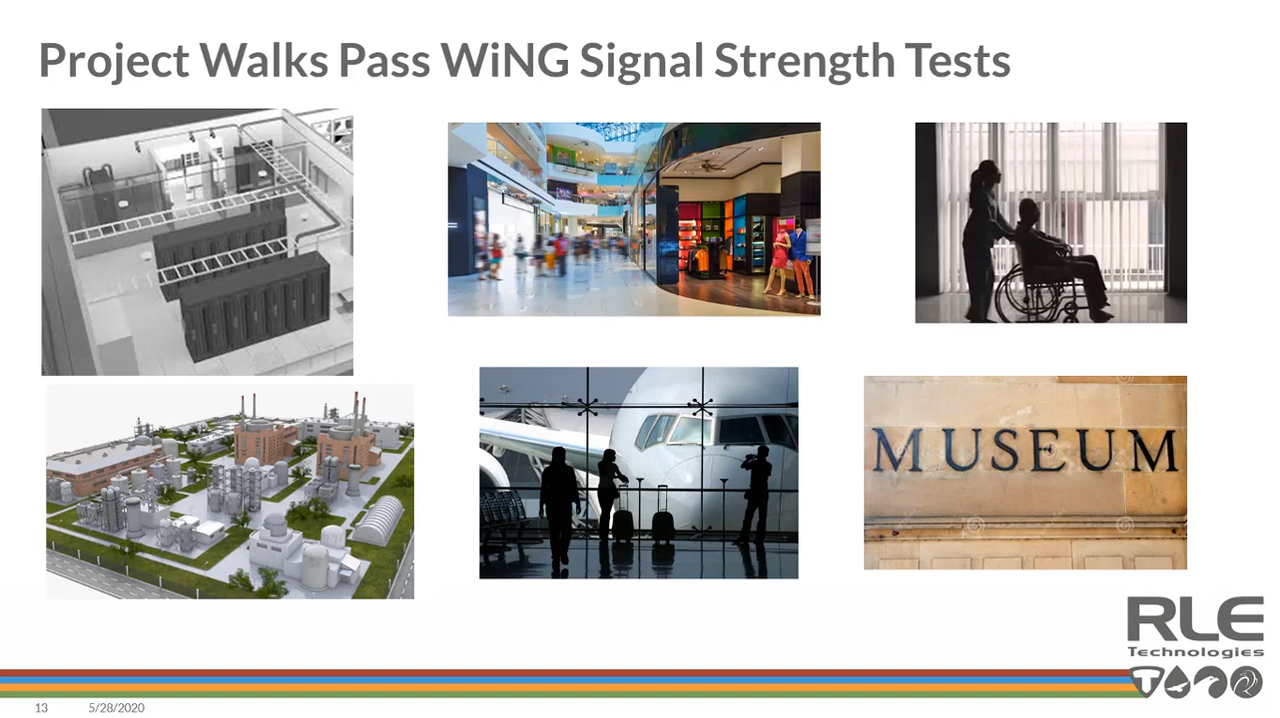 Project Walks Pass WiNG Signal Strength Tests
MUSEUM
RLE
Technologies
13
5/28/2020